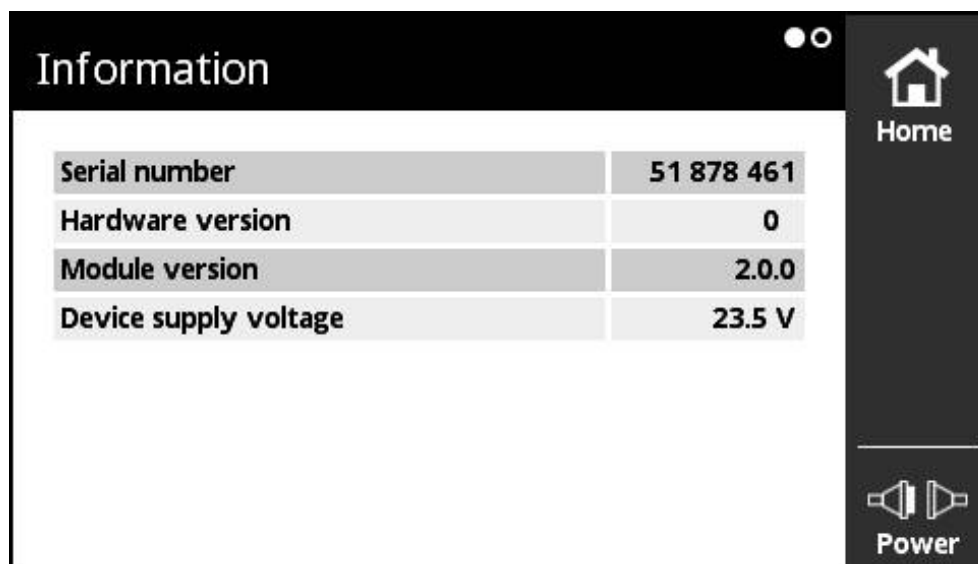 Information
Home
Serial number 51 878 461
Hardware version 0
Module version 2.0.0
Device supply voltage 23.5 V
Power